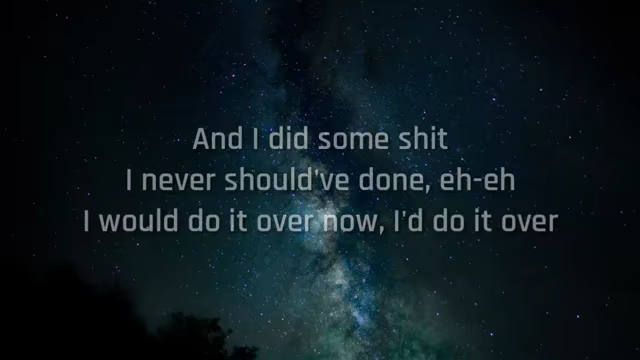 And I did some shit
I never should've done, eh-eh
I would do it over now, I'd do it over